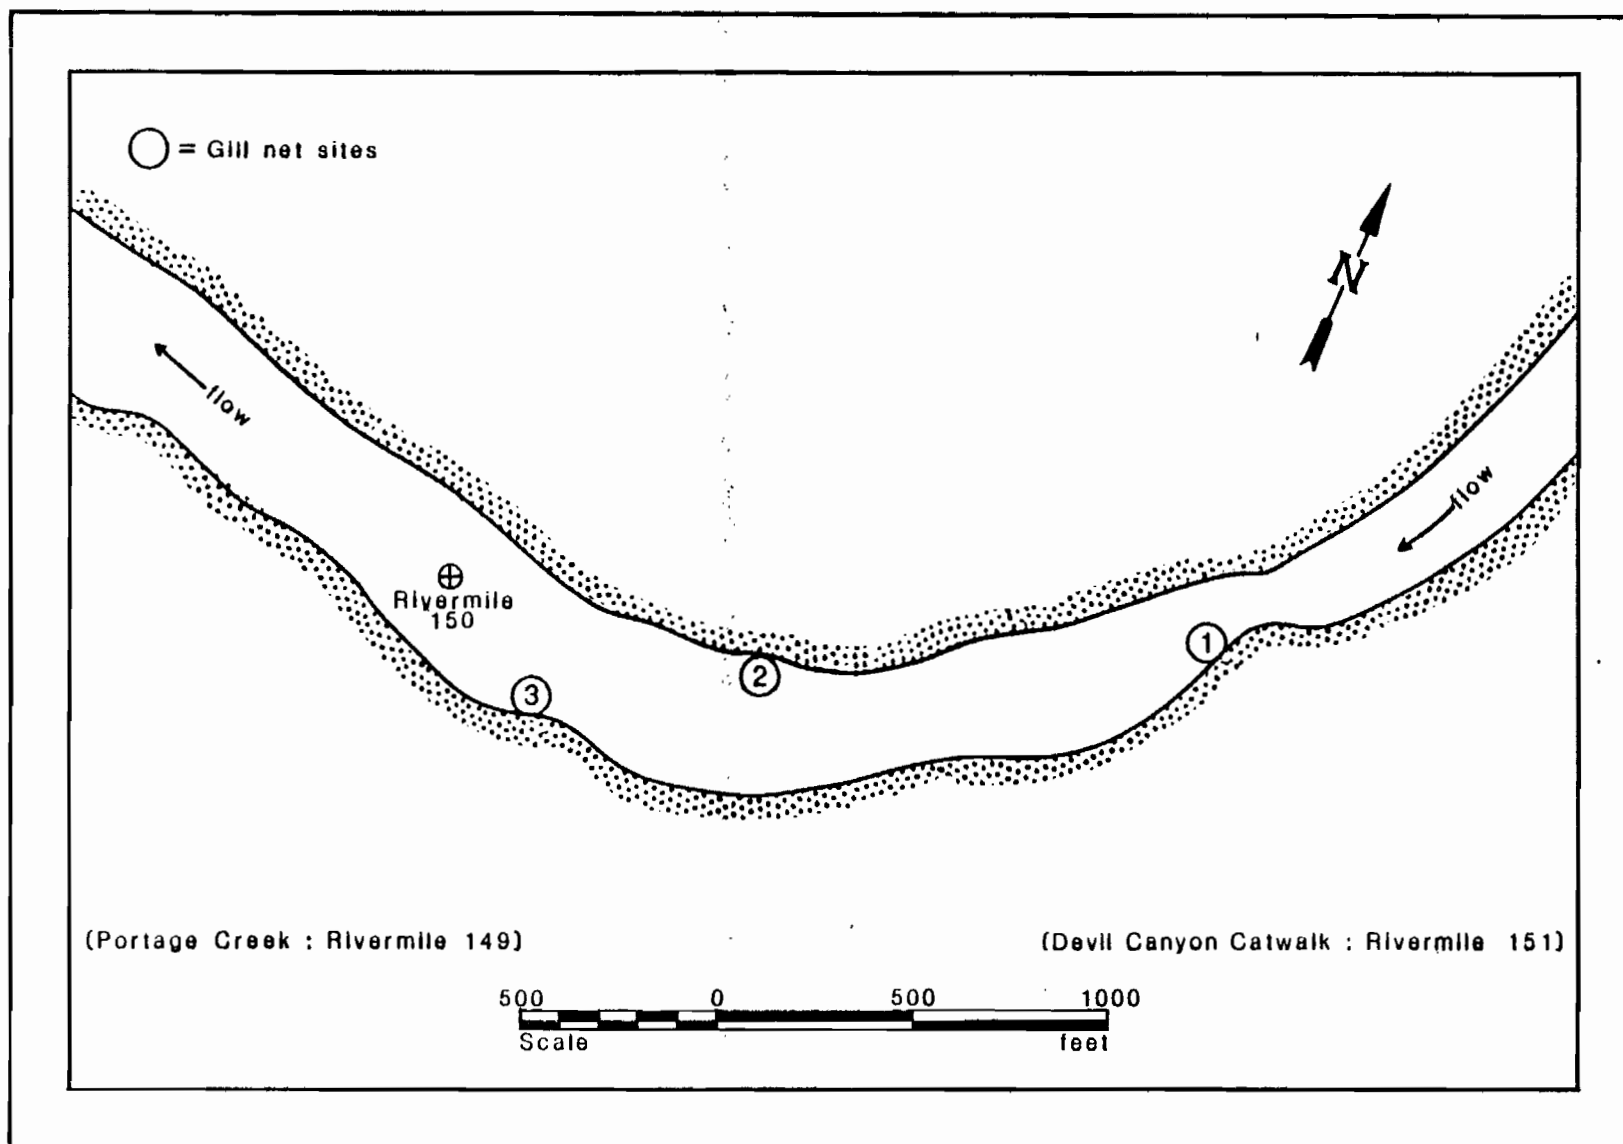 = Gill net sites
N
flow
flow
Rivermile
150
1
2
3
(Portage Creek : Rivermile 149)
(Devil Canyon Catwalk : Rivermile 151)
500 0 500 1000
Scale feet